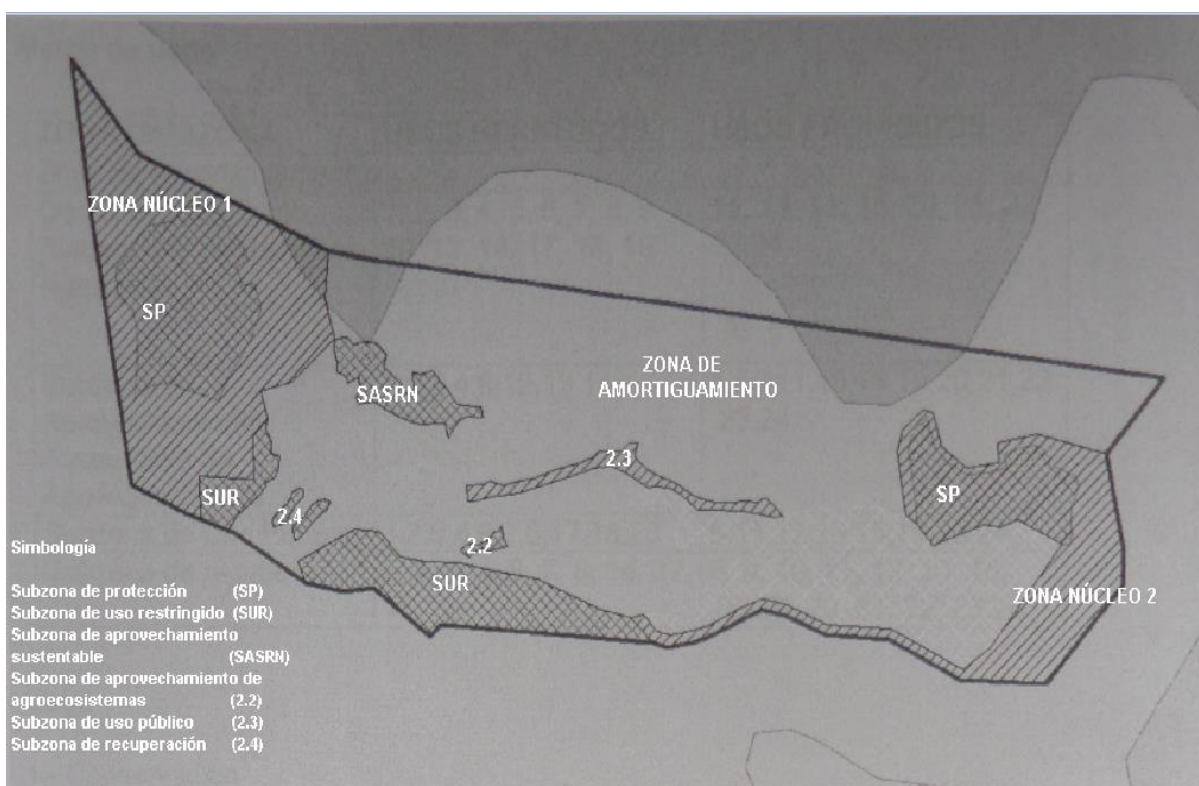 ZONA NÚCLEO 1
SP
ZONA DE
AMORTIGUAMIENTO
SASRN
2.3
SUR
2.4
SP
2.2
SUR
ZONA NÚCLEO 2
Simbología
Subzona de protección (SP)
Subzona de uso restringido (SUR)
Subzona de aprovechamiento
sustentable (SASRN)
Subzona de aprovechamiento de
agroecosistemas (2.2)
Subzona de uso público (2.3)
Subzona de recuperación (2.4)